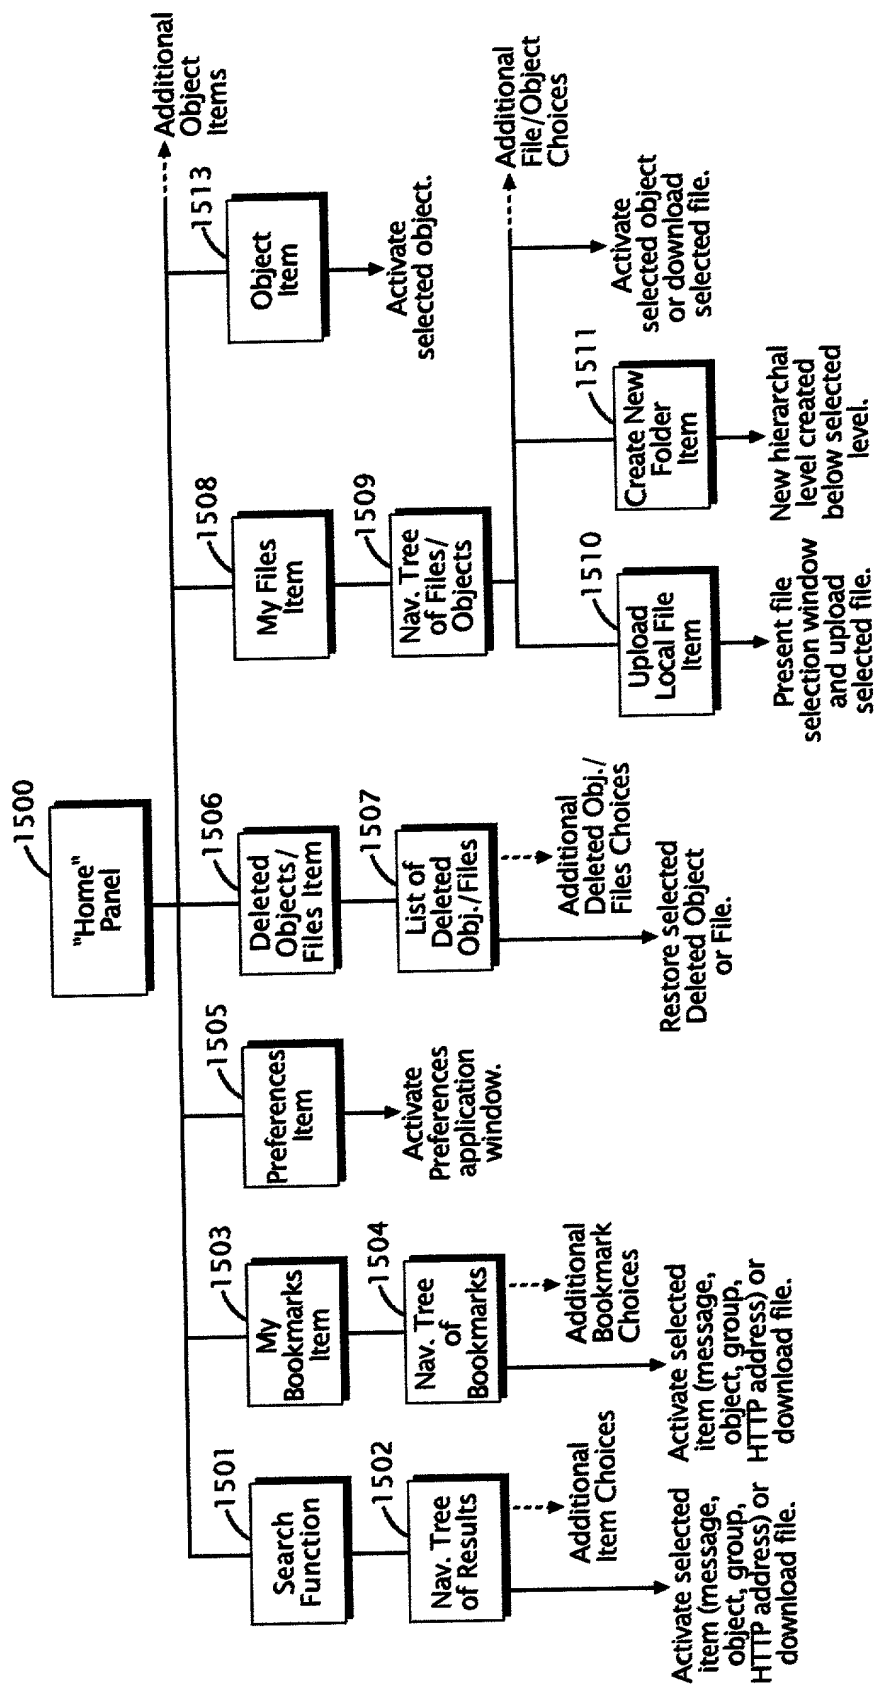 1500
"Home"
Panel
Additional
Object
Items
1501
Search
Function
1502
Nav. Tree
of Results
Additional
Item Choices
Activate selected
item (message,
object, group,
HTTP address) or
download file.
1503
My
Bookmarks
Item
1504
Nav. Tree
of
Bookmarks
Additional
Bookmark
Choices
Activate selected
item (message,
object, group,
HTTP address) or
download file.
1505
Preferences
Item
Activate
Preferences
application
window.
1506
Deleted
Objects/
Files Item
1507
List of
Deleted
Obj./Files
Additional
Deleted Obj./
Files Choices
Restore selected
Deleted Object
or File.
1508
My Files
Item
1509
Nav. Tree
of Files/
Objects
1510
Upload
Local File
Item
Present file
selection window
and upload
selected file.
1511
Create New
Folder
Item
New hierarchal
level created
below selected
level.
Activate
selected object
or download
selected file.
Additional
File/Object
Choices
1513
Object
Item
Activate
selected object.